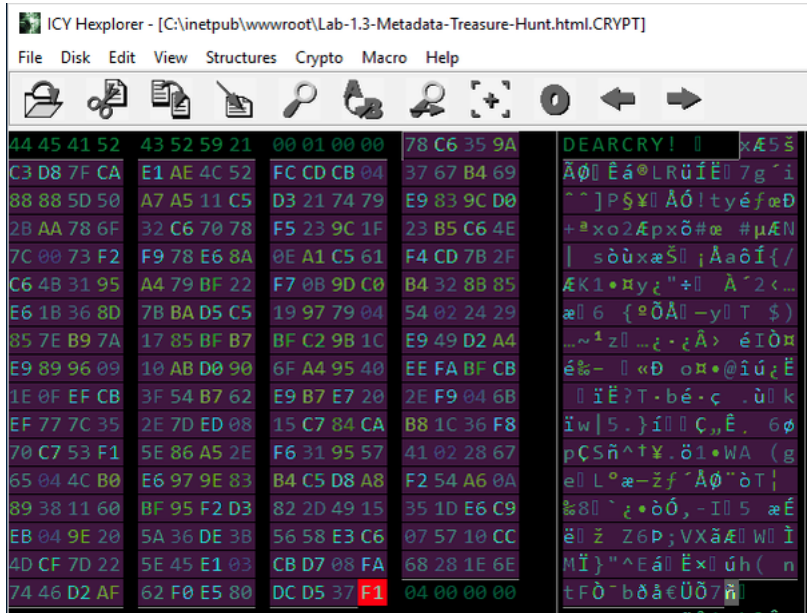 ICY Hexplorer - [C:\inetpub\wwwroot\Lab-1.3-Metadata-Treasure-Hunt.html.CRYPT]
File Disk Edit View Structures Crypto Macro Help
44 45 41 52 43 52 59 21 00 01 00 00 78 C6 35 9A DEARCRY! xÆ5š
C3 D8 7F CA E1 AE 4C 52 FC CD CB 04 37 67 B4 69
88 88 5D 50 A7 A5 11 C5 D3 21 74 79 E9 83 9C D0
2B AA 78 6F 32 C6 70 78 F5 23 9C 1F 23 B5 C6 4E
7C 00 73 F2 F9 78 E6 8A 0E A1 C5 61 F4 CD 7B 2F
C6 4B 31 95 A4 79 BF 22 F7 0B 9D C0 B4 32 8B 85
E6 1B 36 8D 7B BA D5 C5 19 97 79 04 54 02 24 29
85 7E B9 7A 17 85 BF B7 BF C2 9B 1C E9 49 D2 A4
E9 89 96 09 10 AB D0 90 6F A4 95 40 EE FA BF CB
1E 0F EF CB 3F 54 B7 62 E9 B7 E7 20 2E F9 04 6B
EF 77 7C 35 2E 7D ED 08 15 C7 84 CA B8 1C 36 F8
70 C7 53 F1 5E 86 A5 2E F6 31 95 57 41 02 28 67
65 04 4C B0 E6 97 9E 83 B4 C5 D8 A8 F2 54 A6 0A
89 38 11 60 BF 95 F2 D3 82 2D 49 15 35 1D E6 C9
EB 04 9E 20 5A 36 DE 3B 56 58 E3 C6 07 57 10 CC
4D CF 7D 22 5E 45 E1 03 CB D7 08 FA 68 28 1E 6E
74 46 D2 AF 62 F0 E5 80 DC D5 37 F1 04 00 00 00